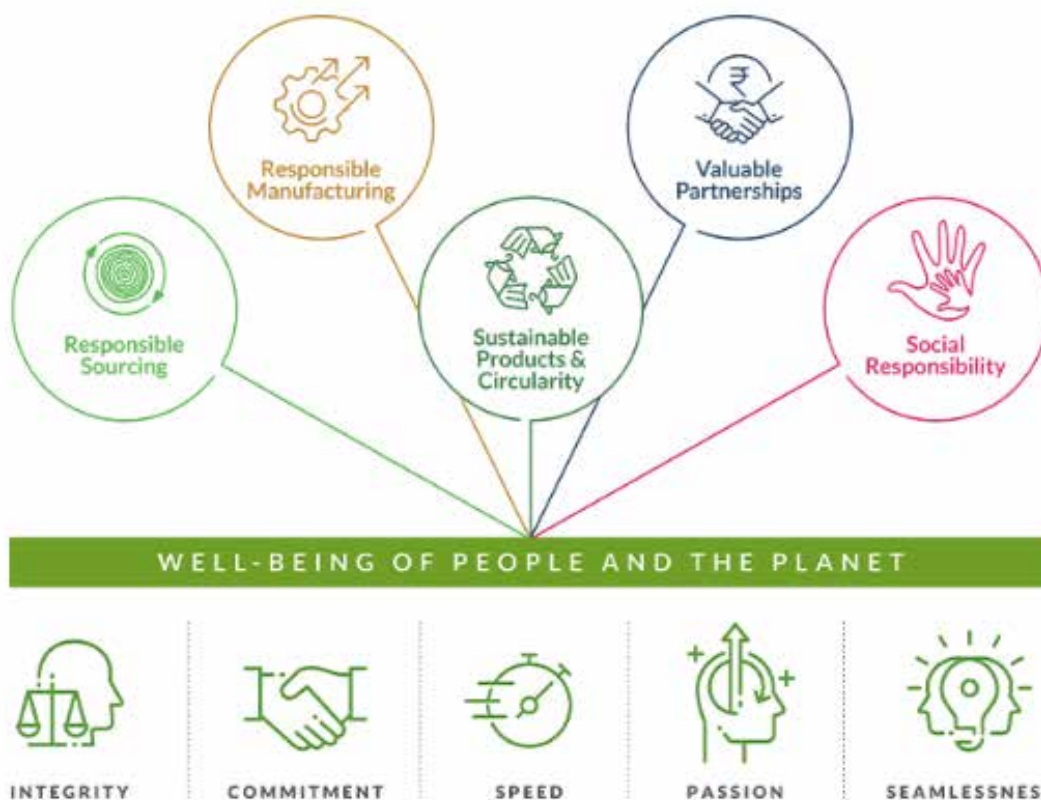 Responsible
Manufacturing
₹
Valuable
Partnerships
Responsible
Sourcing
Sustainable
Products &
Circularity
Social
Responsibility
WELL-BEING OF PEOPLE AND THE PLANET
INTEGRITY
COMMITMENT
SPEED
PASSION
SEAMLESSNES